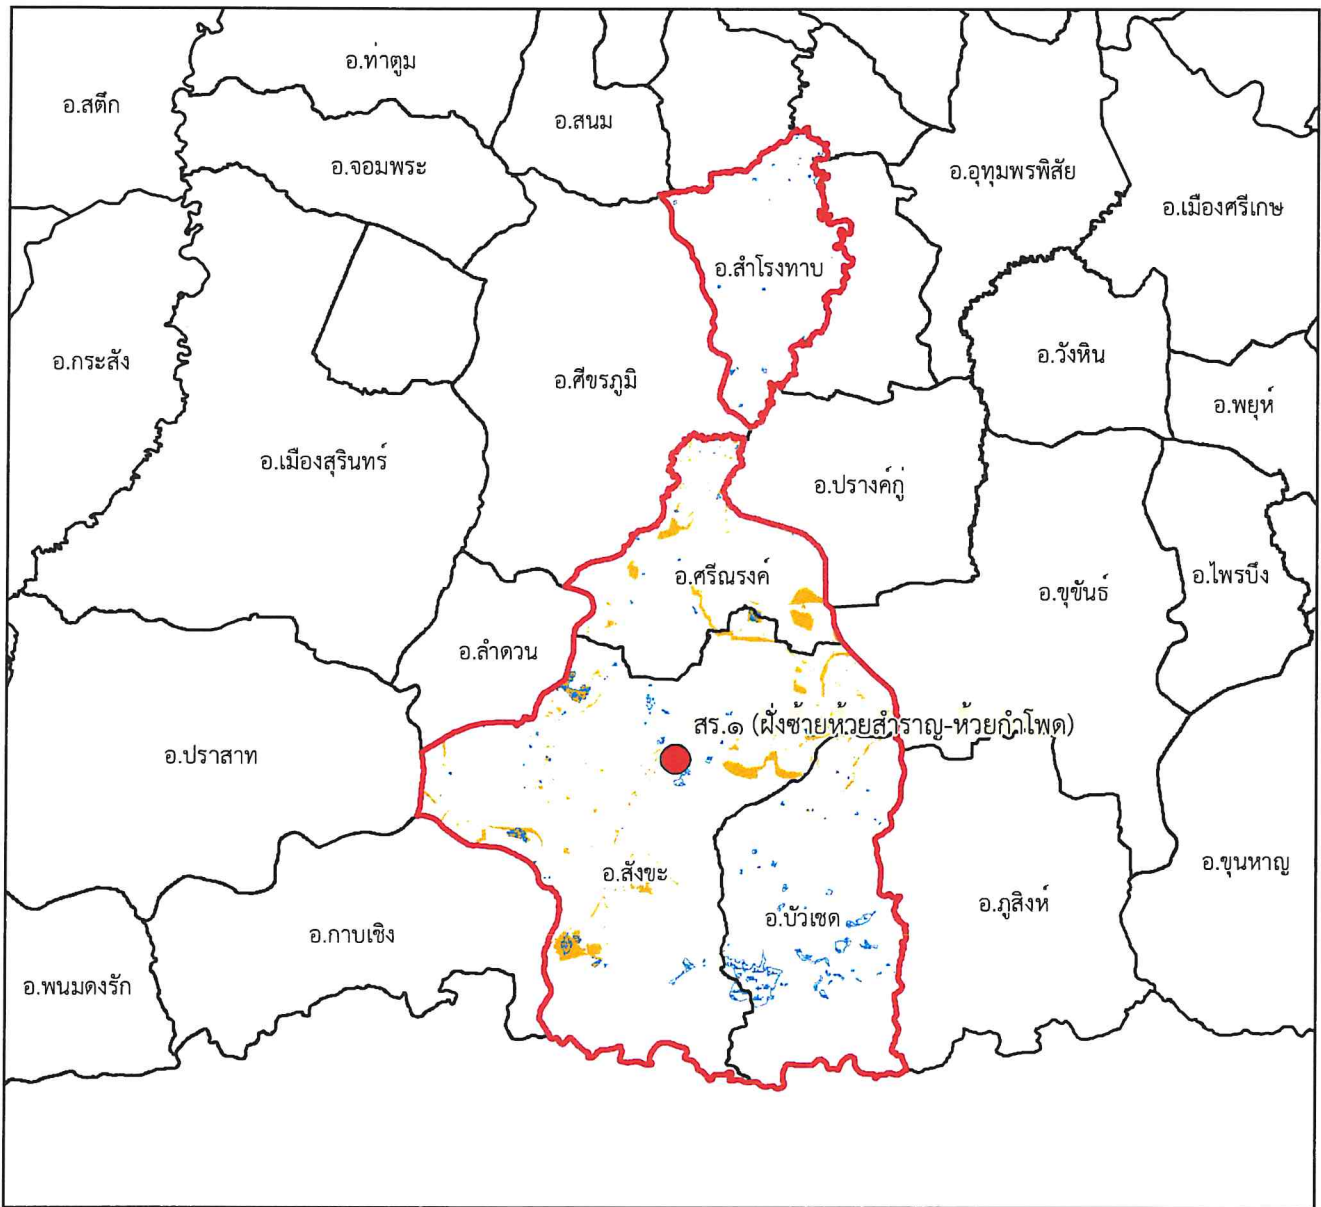 อ.ท่าตูม
อ.สตึก
อ.สนม
อ.จอมพระ
อ.อุทุมพรพิสัย
อ.เมืองศรีเกษ
อ.สำโรงทาบ
อ.กระสัง
อ.ศีขรภูมิ
อ.วังหิน
อ.พยุห์
อ.เมืองสุรินทร์
อ.ปรางค์กู่
อ.ศรีณรงค์
อ.ไพรบึง
อ.ขุขันธ์
อ.ลำดวน
สร.๑ (ฝั่งซ้ายห้วยสำราญ-ห้วยกำโพด)
อ.ปราสาท
อ.สังขะ
อ.ขุนหาญ
อ.บัวเชด
อ.ภูสิงห์
อ.กาบเชิง
อ.พนมดงรัก